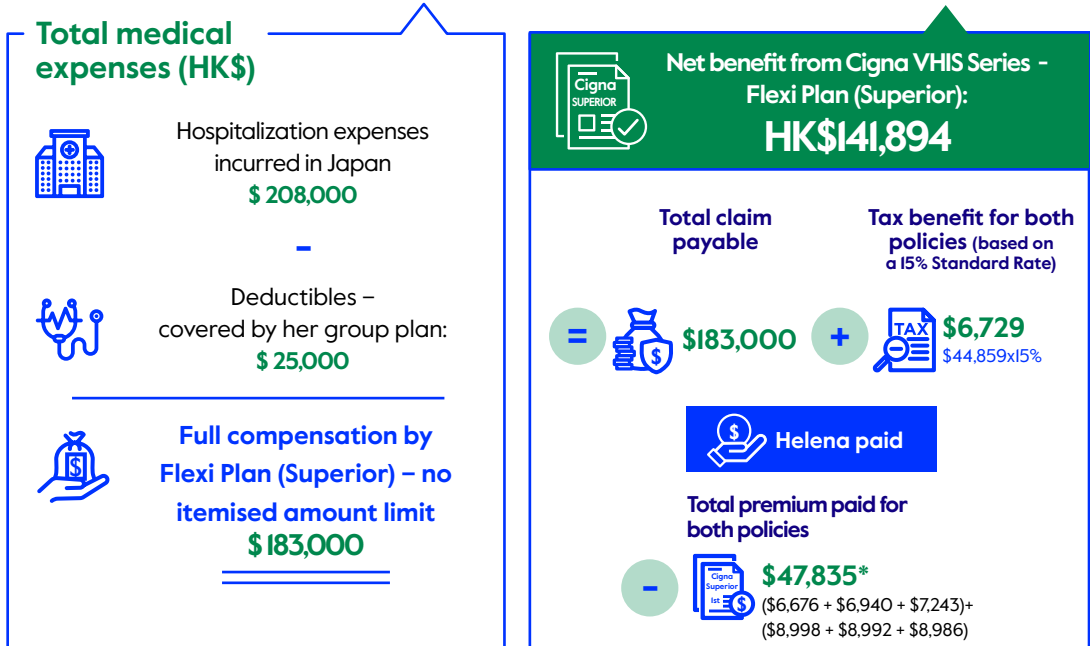 Total medical
expenses (HK$)
Hospitalization expenses
incurred in Japan
$ 208,000
-
Deductibles –
covered by her group plan:
$ 25,000
$
Full compensation by
Flexi Plan (Superior) – no
itemised amount limit
$ 183,000
Cigna
SUPERIOR
Net benefit from Cigna VHIS Series -
Flexi Plan (Superior):
HK$141,894
Total claim
payable
Tax benefit for both
policies (based on
a 15% Standard Rate)
=
$
$183,000
+
TAX
$6,729
$44,859x15%
$
Helena paid
Total premium paid for
both policies
-
Cigna
Superior
1st
$
$47,835*
($6,676 + $6,940 + $7,243)+
($8,998 + $8,992 + $8,986)